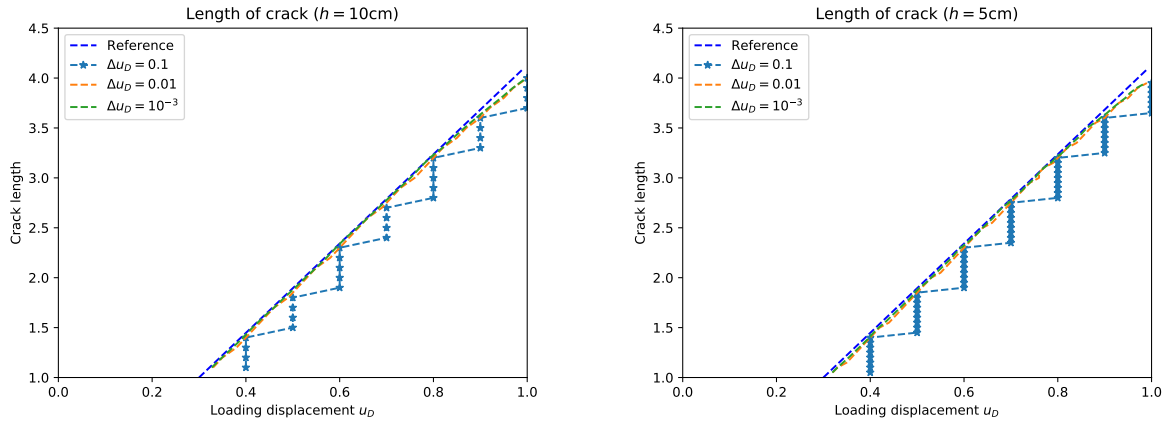 Length of crack (h = 10cm)
Reference
Δu_D = 0.1
Δu_D = 0.01
Δu_D = 10⁻³
4.5
4.0
3.5
3.0
2.5
2.0
1.5
1.0
Crack length
0.0 0.2 0.4 0.6 0.8 1.0
Loading displacement u_D
Length of crack (h = 5cm)
Reference
Δu_D = 0.1
Δu_D = 0.01
Δu_D = 10⁻³
4.5
4.0
3.5
3.0
2.5
2.0
1.5
1.0
Crack length
0.0 0.2 0.4 0.6 0.8 1.0
Loading displacement u_D